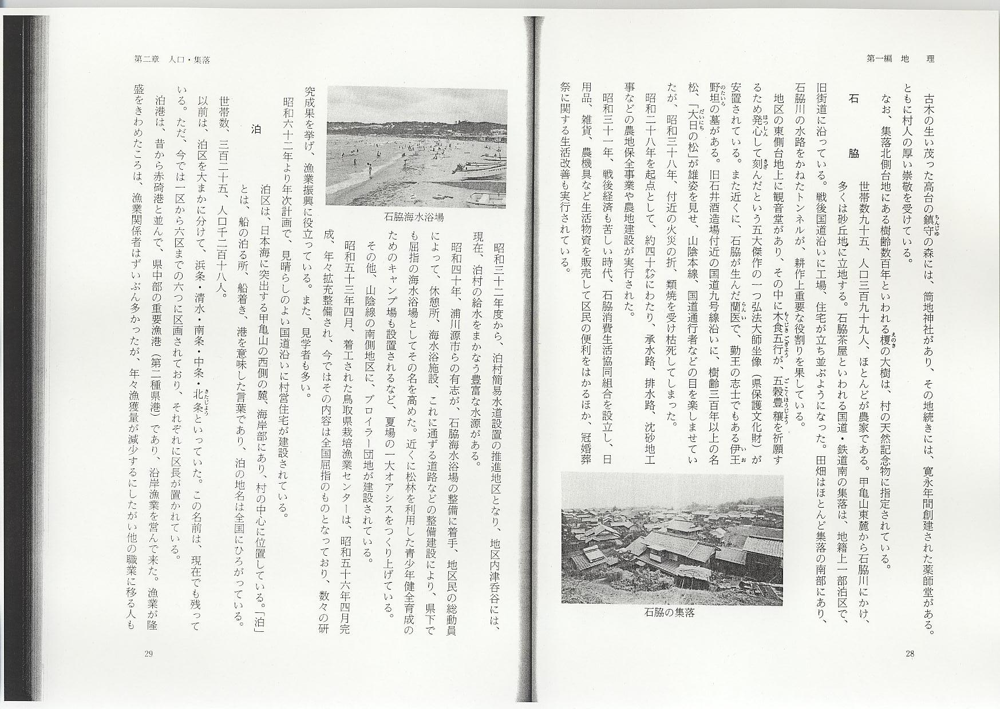 第一編　地　理
古木の生い茂った高台の鎮守の森には、筒地神社があり、その地続きには、寛永年間創建された薬師堂がある。
ともに村人の厚い崇敬を受けている。
なお、集落北側台地にある樹齢数百年といわれる榎の大樹は、村の天然記念物に指定されている。
石　脇
世帯数九十五、人口三百九十九人、ほとんどが農家である。甲亀山東麓から石脇川にかけ、
多くは砂丘地に立地する。石脇茶屋といわれる国道・鉄道南の集落は、地籍上一部泊区で、
旧街道に沿っている。戦後国道沿いに工場、住宅が立ち並ぶようになった。田畑はほとんど集落の南部にあり、
石脇川の水路をかねたトンネルが、耕作上重要な役割りを果している。
地区の東側台地上に観音堂があり、その中に木食五行が、五穀豊穣を祈願す
るため発心して刻んだという五大傑作の一つ弘法大師坐像（県保護文化財）が
安置されている。また近くに、石脇が生んだ蘭医で、勤王の志士でもある伊王
野坦の墓がある。旧石井酒造場付近の国道九号線沿いに、樹齢三百年以上の名
松、「大日の松」が雄姿を見せ、山陰本線、国道通行者などの目を楽しませてい
たが、昭和三十八年、付近の火災の折、類焼を受け枯死してしまった。
昭和二十八年を起点として、約四十㌶にわたり、承水路、排水路、沈砂地工
事などの農地保全事業や農地建設が実行された。
昭和三十一年、戦後経済も苦しい時代、石脇消費生活協同組合を設立し、日
用品、雑貨、農機具など生活物資を販売して区民の便利をはかるほか、冠婚葬
祭に関する生活改善も実行されている。
石脇の集落
28
第二章　人口・集落
昭和三十二年度から、泊村簡易水道設置の推進地区となり、地区内津呑谷には、
現在、泊村の給水をまかなう豊富な水源がある。
昭和四十年、浦川源市らの有志が、石脇海水浴場の整備に着手、地区民の総動員
によって、休憩所、海水浴施設、これに通ずる道路などの整備建設により、県下で
も屈指の海水浴場としてその名を高めた。近くに松林を利用した青少年健全育成の
ためのキャンプ場も設置されるなど、夏場の一大オアシスをつくり上げている。
その他、山陰線の南側地区に、ブロイラー団地が建設されている。
昭和五十三年四月、着工された鳥取県栽培漁業センターは、昭和五十六年四月完
成、年々拡充整備され、今ではその内容は全国屈指のものとなっており、数々の研
石脇海水浴場
究成果を挙げ、漁業振興に役立っている。また、見学者も多い。
昭和六十二年より年次計画で、見晴らしのよい国道沿いに村営住宅が建設されている。
泊
泊区は、日本海に突出する甲亀山の西側の麓、海岸部にあり、村の中心に位置している。「泊」
とは、船の泊る所、船着き、港を意味した言葉であり、泊の地名は全国にひろがっている。
世帯数、三百二十五、人口千二百十八人。
以前は、泊区を大まかに分けて、浜条・清水・南条・中条・北条といっていた。この名前は、現在でも残って
いる。ただ、今では一区から六区までの六つに区画されており、それぞれに区長が置かれている。
泊港は、昔から赤碕港と並んで、県中部の重要漁港（第二種県港）であり、沿岸漁業を営んで来た。漁業が隆
盛をきわめたころは、漁業関係者はずいぶん多かったが、年々漁獲量が減少するにしたがい他の職業に移る人も
29